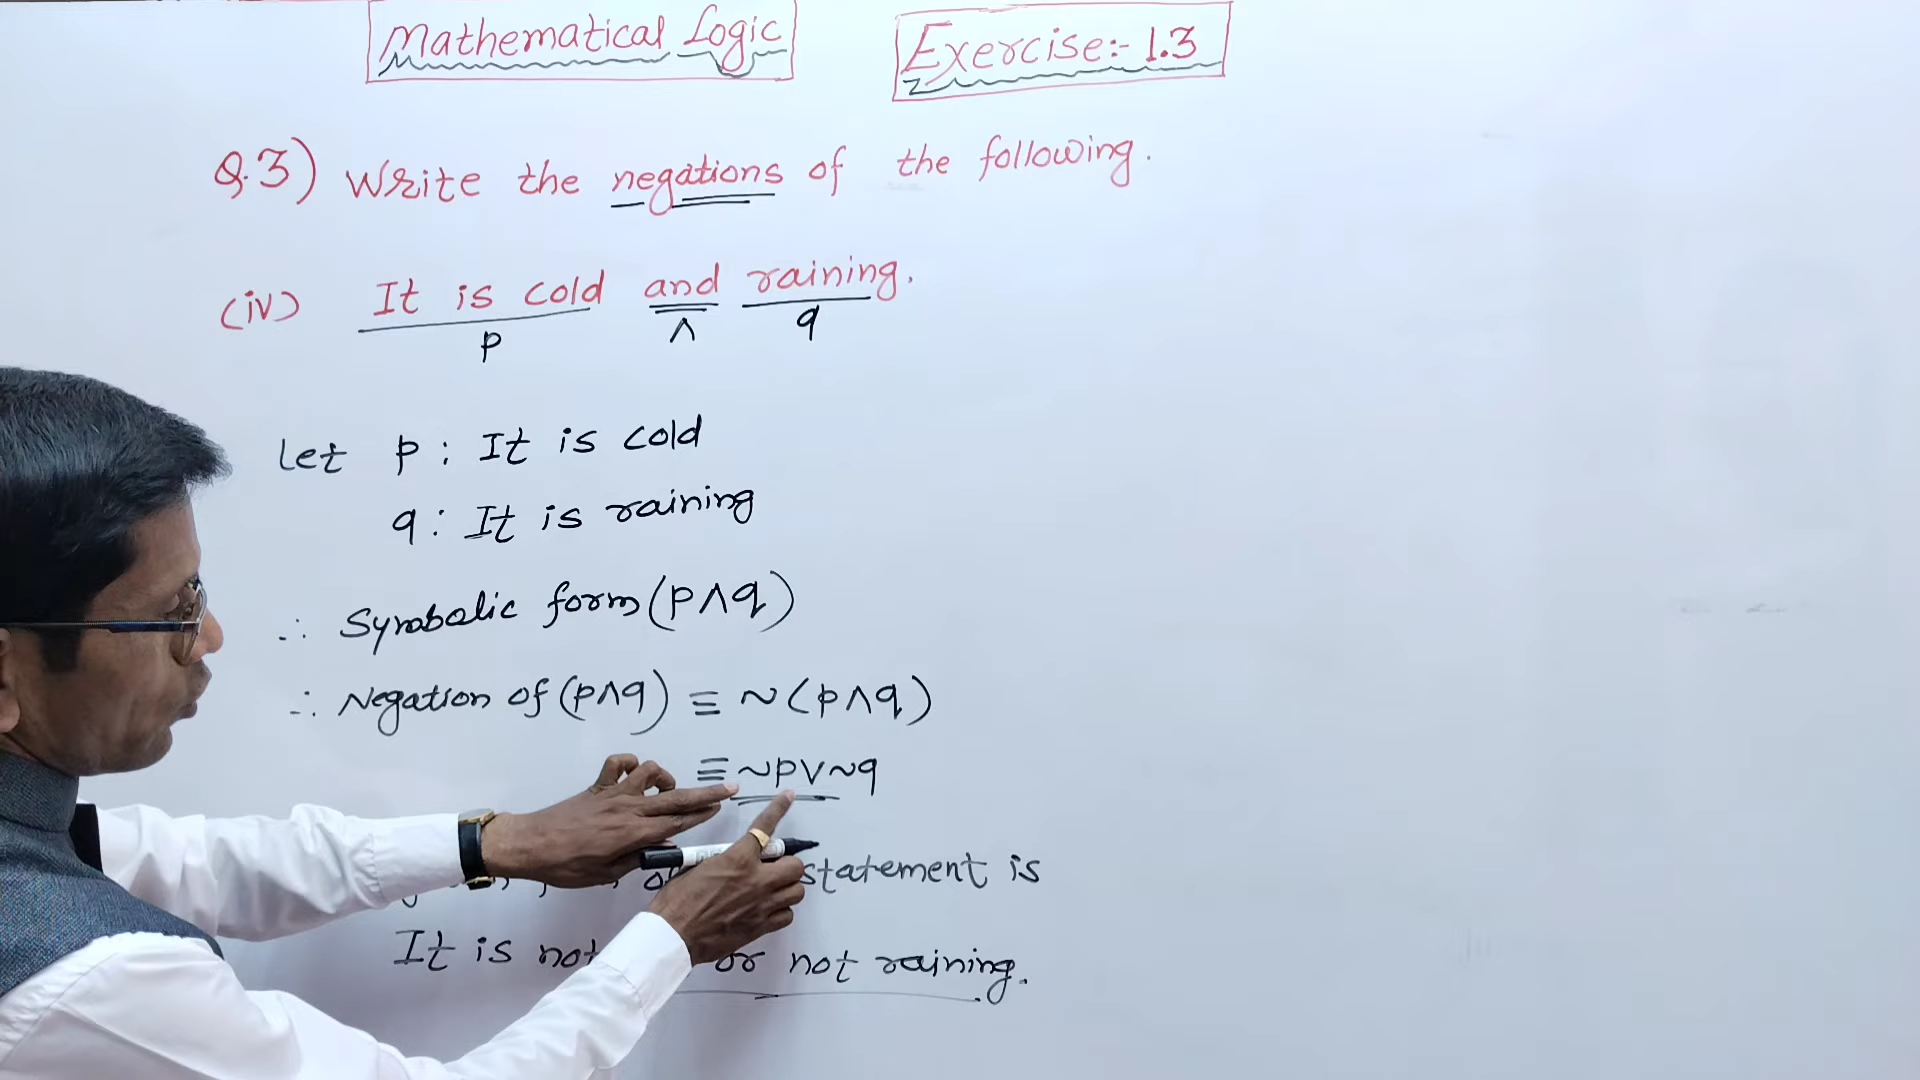 Mathematical Logic
Exercise:- 1.3
Q.3) Write the negations of the following.
(iv) It is cold and raining.
p ∧ q
Let p : It is cold
q : It is raining
∴ Symbolic form (p∧q)
∴ Negation of (p∧q) ≡ ~(p∧q)
≡ ~p∨~q
statement is
It is not or not raining.